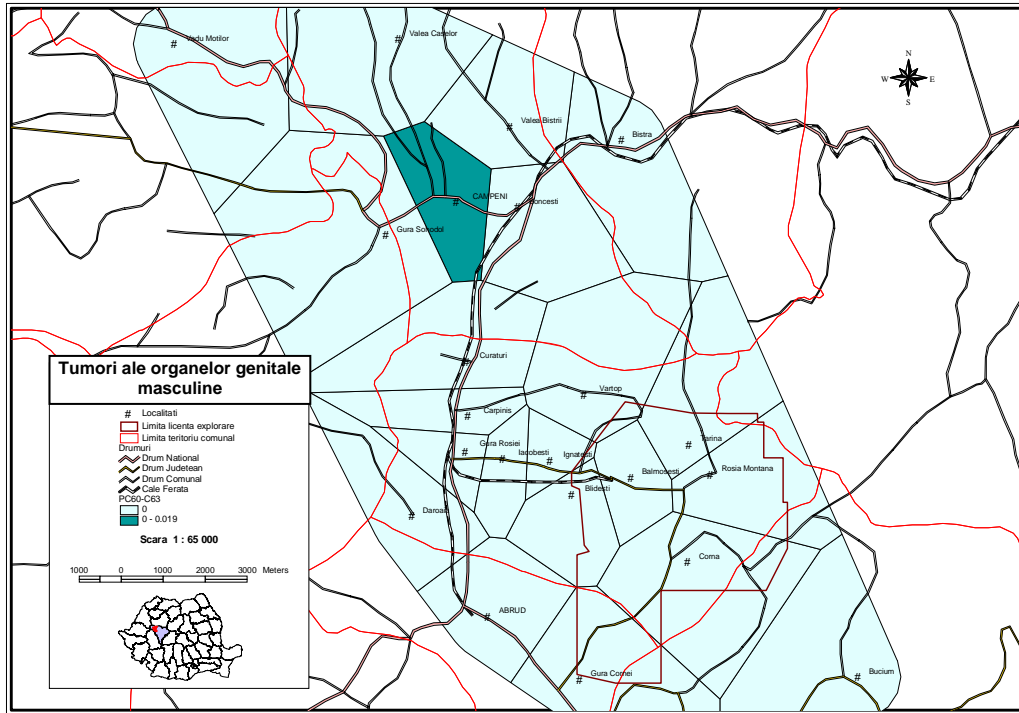 Vadu Motilor
Valea Caselor
N
W E
S
Valea Bistrii
Bistra
CAMPENI
Boncesti
Gura Sohodol
Curaturi
Vartop
Carpinis
Gura Rosiei
Iacobesti
Ignatesti
Tarina
Balmosesti
Rosia Montana
Blidesti
Daroaia
Corna
ABRUD
Gura Cornei
Bucium
Tumori ale organelor genitale
masculine
# Localitati
Limita licenta explorare
Limita teritoriu comunal
Drumuri
Drum National
Drum Judetean
Drum Comunal
Cale Ferata
PC60-C63
0
0 - 0.019
Scara 1 : 65 000
1000 0 1000 2000 3000 Meters